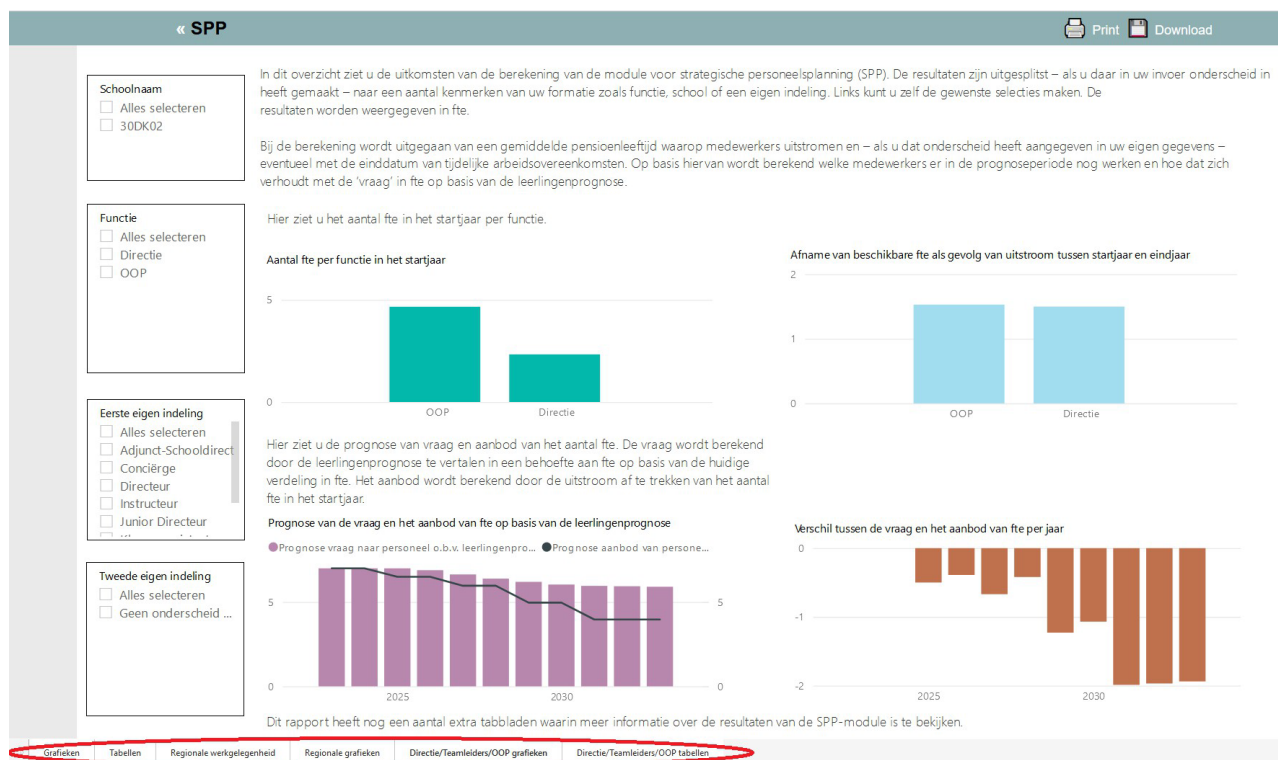 « SPP
Print Download
Schoolnaam
Alles selecteren
30DK02
Functie
Alles selecteren
Directie
OOP
Eerste eigen indeling
Alles selecteren
Adjunct-Schooldirect
Conciërge
Directeur
Instructeur
Junior Directeur
Tweede eigen indeling
Alles selecteren
Geen onderscheid ...
In dit overzicht ziet u de uitkomsten van de berekening van de module voor strategische personeelsplanning (SPP). De resultaten zijn uitgesplitst – als u daar in uw invoer onderscheid in
heeft gemaakt – naar een aantal kenmerken van uw formatie zoals functie, school of een eigen indeling. Links kunt u zelf de gewenste selecties maken. De
resultaten worden weergegeven in fte.
Bij de berekening wordt uitgegaan van een gemiddelde pensioenleeftijd waarop medewerkers uitstromen en – als u dat onderscheid heeft aangegeven in uw eigen gegevens –
eventueel met de einddatum van tijdelijke arbeidsovereenkomsten. Op basis hiervan wordt berekend welke medewerkers er in de prognoseperiode nog werken en hoe dat zich
verhoudt met de ‘vraag’ in fte op basis van de leerlingenprognose.
Hier ziet u het aantal fte in het startjaar per functie.
Aantal fte per functie in het startjaar
5
0
OOP Directie
Afname van beschikbare fte als gevolg van uitstroom tussen startjaar en eindjaar
2
1
0
OOP Directie
Hier ziet u de prognose van vraag en aanbod van het aantal fte. De vraag wordt berekend
door de leerlingenprognose te vertalen in een behoefte aan fte op basis van de huidige
verdeling in fte. Het aanbod wordt berekend door de uitstroom af te trekken van het aantal
fte in het startjaar.
Prognose van de vraag en het aanbod van fte op basis van de leerlingenprognose
Prognose vraag naar personeel o.b.v. leerlingenpro... Prognose aanbod van persone...
5 5
0 0
2025 2030
Verschil tussen de vraag en het aanbod van fte per jaar
0
-1
-2
2025 2030
Dit rapport heeft nog een aantal extra tabbladen waarin meer informatie over de resultaten van de SPP-module is te bekijken.
Grafieken Tabellen Regionale werkgelegenheid Regionale grafieken Directie/Teamleiders/OOP grafieken Directie/Teamleiders/OOP tabellen